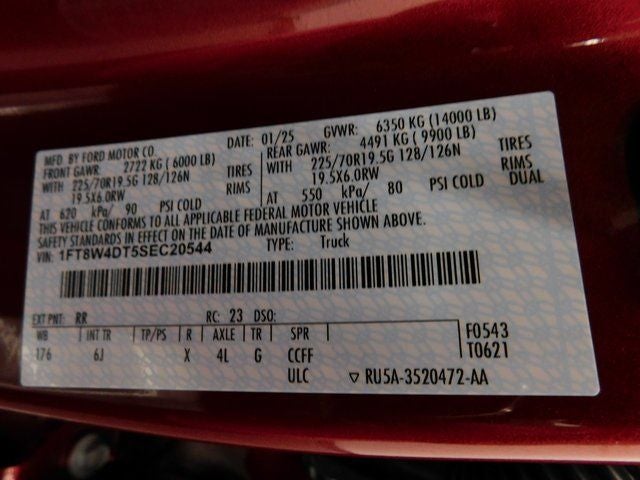 MFD. BY FORD MOTOR CO. DATE: 01/25 GVWR: 6350 KG (14000 LB)
FRONT GAWR: 2722 KG (6000 LB) REAR GAWR: 4491 KG (9900 LB)
WITH 225/70R19.5G 128/126N TIRES WITH 225/70R19.5G 128/126N TIRES
19.5X6.0RW RIMS 19.5X6.0RW RIMS
AT 620 kPa/ 90 PSI COLD AT 550 kPa/ 80 PSI COLD DUAL
THIS VEHICLE CONFORMS TO ALL APPLICABLE FEDERAL MOTOR VEHICLE
SAFETY STANDARDS IN EFFECT ON THE DATE OF MANUFACTURE SHOWN ABOVE.
VIN: 1FT8W4DT5SEC20544 TYPE: Truck
EXT PNT: RR RC: 23 DSO:
WB INT TR TP/PS R AXLE TR SPR F0543
176 6J X 4L G CCFF T0621
ULC ▽ RU5A-3520472-AA